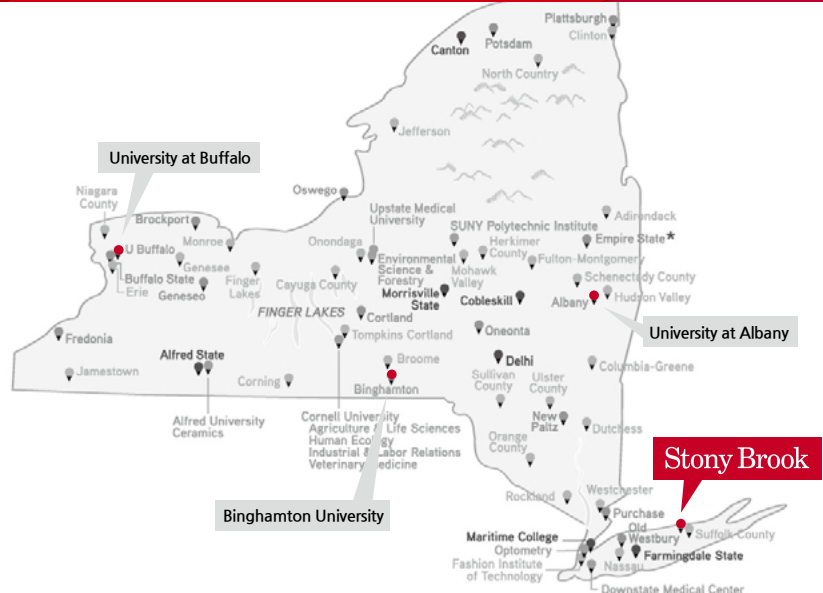 Plattsburgh
Clinton
Canton
Potsdam
North Country
Jefferson
University at Buffalo
Oswego
Niagara
County
Brockport
Upstate Medical
University
Adirondack
SUNY Polytechnic Institute
Empire State*
Monroe
Onondaga
U Buffalo
Herkimer
County
Environmental
Science &
Forestry
Mohawk
Valley
Fulton-Montgomery
Genesee
Buffalo State
Erie
Geneseo
Finger
Lakes
Cayuga County
Schenectady County
Morrisville
State
Cobleskill
Albany
Hudson Valley
FINGER LAKES
Cortland
Tompkins Cortland
Oneonta
University at Albany
Fredonia
Alfred State
Broome
Delhi
Columbia-Greene
Jamestown
Corning
Binghamton
Sullivan
County
Ulster
County
Alfred University
Ceramics
Cornell University
Agriculture & Life Sciences
Human Ecology
Industrial & Labor Relations
Veterinary Medicine
New
Paltz
Dutchess
Orange
County
Stony Brook
Rockland
Westchester
Binghamton University
Purchase
Old
Westbury
Suffolk County
Maritime College
Optometry
Fashion Institute
of Technology
Nassau
Farmingdale State
Downstate Medical Center